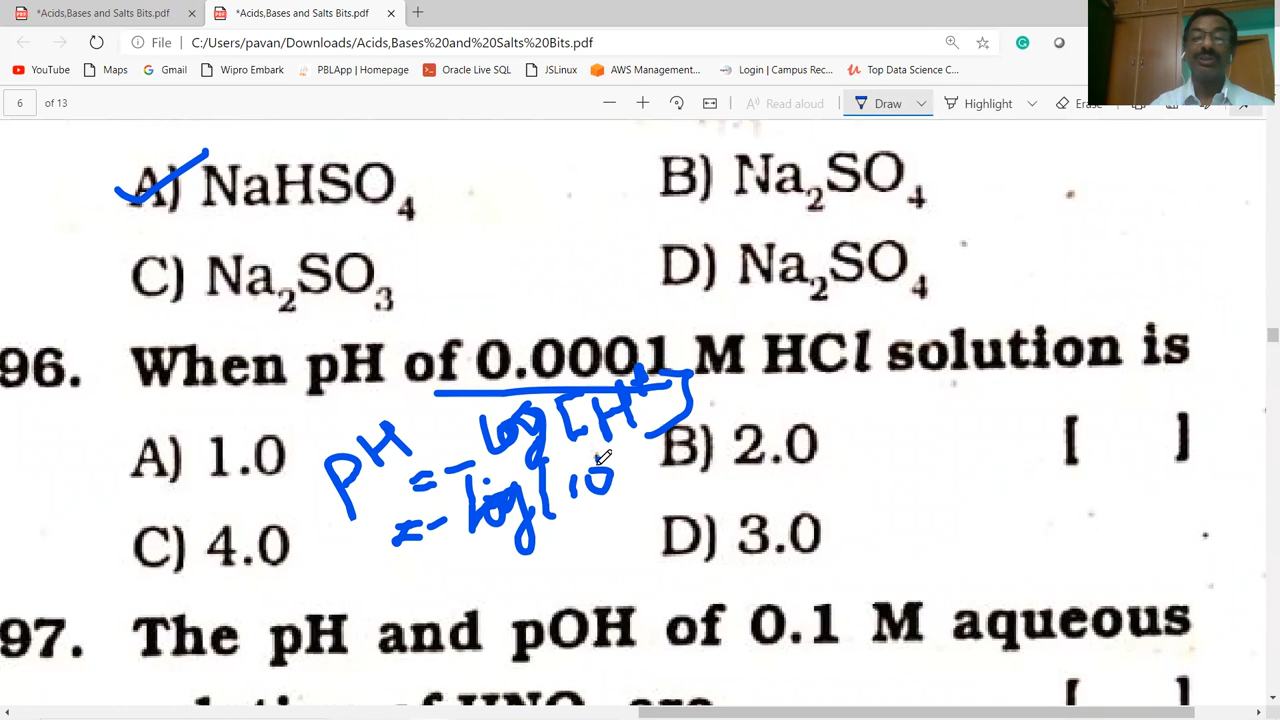 *Acids,Bases and Salts Bits.pdf
*Acids,Bases and Salts Bits.pdf
File C:/Users/pavan/Downloads/Acids,Bases%20and%20Salts%20Bits.pdf
YouTube Maps Gmail Wipro Embark PBLApp | Homepage Oracle Live SQL JSLinux AWS Management... Login | Campus Rec... Top Data Science C...
6 of 13 Read aloud Draw Highlight Erase
A) NaHSO₄ B) Na₂SO₄
C) Na₂SO₃ D) Na₂SO₄
96. When pH of 0.0001 M HCl solution is
pH = - log [H⁺]
= - log [10
A) 1.0 B) 2.0 [ ]
C) 4.0 D) 3.0
97. The pH and pOH of 0.1 M aqueous
[ ]